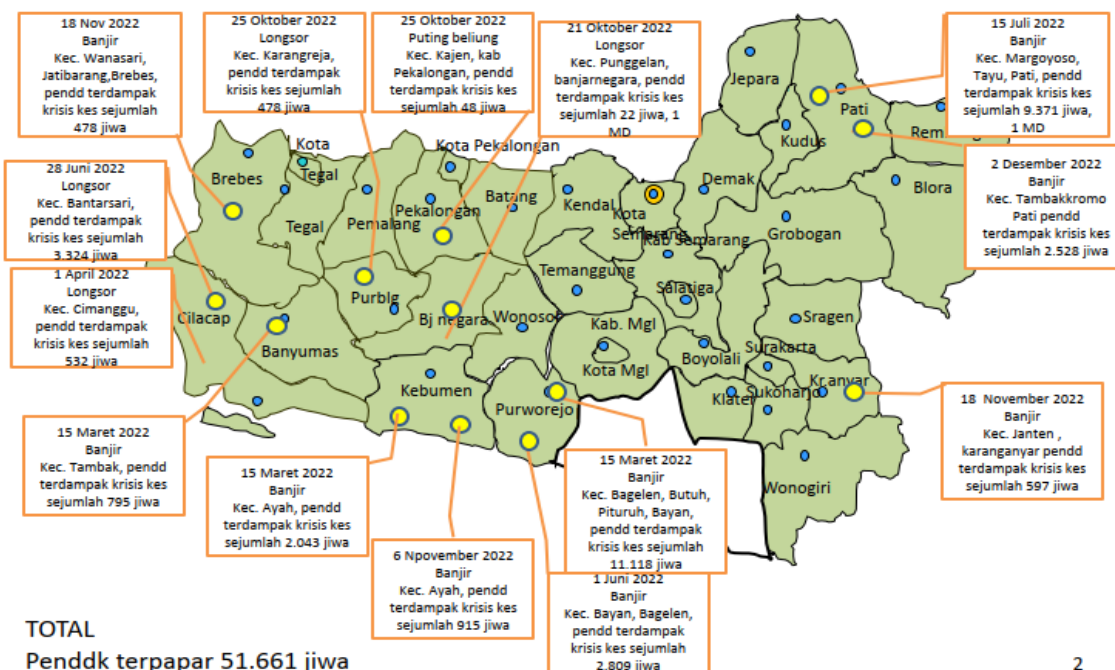 18 Nov 2022
Banjir
Kec. Wanasari,
Jatibarang,Brebes,
pendd terdampak
krisis kes sejumlah
478 jiwa
25 Oktober 2022
Longsor
Kec. Karangreja,
pendd terdampak
krisis kes sejumlah
478 jiwa
25 Oktober 2022
Puting beliung
Kec. Kajen, kab
Pekalongan, pendd
terdampak krisis kes
sejumlah 48 jiwa
21 Oktober 2022
Longsor
Kec. Punggelan,
banjarnegara, pendd
terdampak krisis kes
sejumlah 22 jiwa, 1
MD
15 Juli 2022
Banjir
Kec. Margoyoso,
Tayu, Pati, pendd
terdampak krisis kes
sejumlah 9.371 jiwa,
1 MD
28 Juni 2022
Longsor
Kec. Bantarsari,
pendd terdampak
krisis kes sejumlah
3.324 jiwa
2 Desember 2022
Banjir
Kec. Tambakkromo
Pati pendd
terdampak krisis kes
sejumlah 2.528 jiwa
1 April 2022
Longsor
Kec. Cimanggu,
pendd terdampak
krisis kes sejumlah
532 jiwa
Jepara
Pati
Kudus
Kota
Tegal
Kota Pekalongan
Brebes
Tegal
Pemalang
Pekalongan
Batang
Kendal
Kota
Semarang
Demak
Blora
Kab Semarang
Grobogan
Temanggung
Salatiga
Cilacap
Purblg
Bj negara
Wonosob
Kab. Mgl
Sragen
Banyumas
Boyolali
Surakarta
Kota Mgl
Kebumen
Purworejo
Klaten
Sukoharjo
Kr.anyar
Wonogiri
15 Maret 2022
Banjir
Kec. Tambak, pendd
terdampak krisis kes
sejumlah 795 jiwa
15 Maret 2022
Banjir
Kec. Ayah, pendd
terdampak krisis kes
sejumlah 2.043 jiwa
6 Npovember 2022
Banjir
Kec. Ayah, pendd
terdampak krisis kes
sejumlah 915 jiwa
15 Maret 2022
Banjir
Kec. Bagelen, Butuh,
Pituruh, Bayan,
pendd terdampak
krisis kes sejumlah
11.118 jiwa
1 Juni 2022
Banjir
Kec. Bayan, Bagelen,
pendd terdampak
krisis kes sejumlah
2.809 jiwa
18 November 2022
Banjir
Kec. Janten ,
karanganyar pendd
terdampak krisis kes
sejumlah 597 jiwa
TOTAL
Penddk terpapar 51.661 jiwa
2